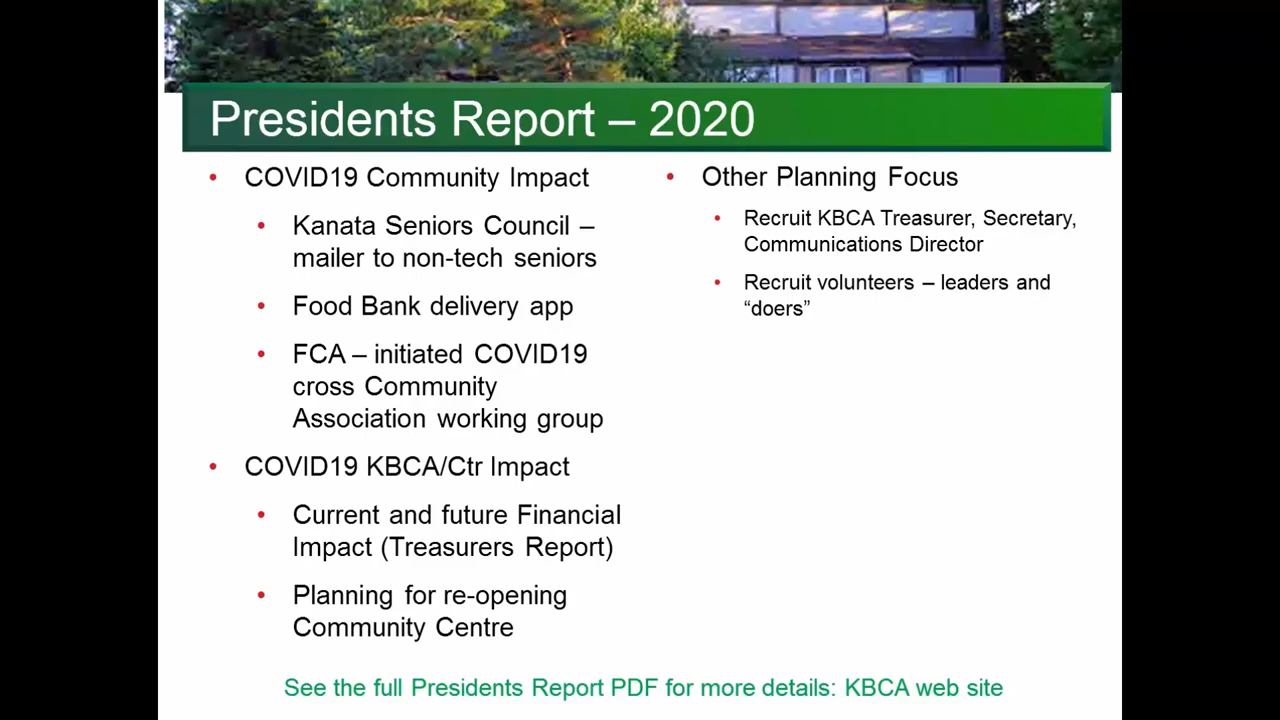 Presidents Report – 2020
• COVID19 Community Impact
• Kanata Seniors Council –
mailer to non-tech seniors
• Food Bank delivery app
• FCA – initiated COVID19
cross Community
Association working group
• COVID19 KBCA/Ctr Impact
• Current and future Financial
Impact (Treasurers Report)
• Planning for re-opening
Community Centre
• Other Planning Focus
• Recruit KBCA Treasurer, Secretary,
Communications Director
• Recruit volunteers – leaders and
“doers”
See the full Presidents Report PDF for more details: KBCA web site